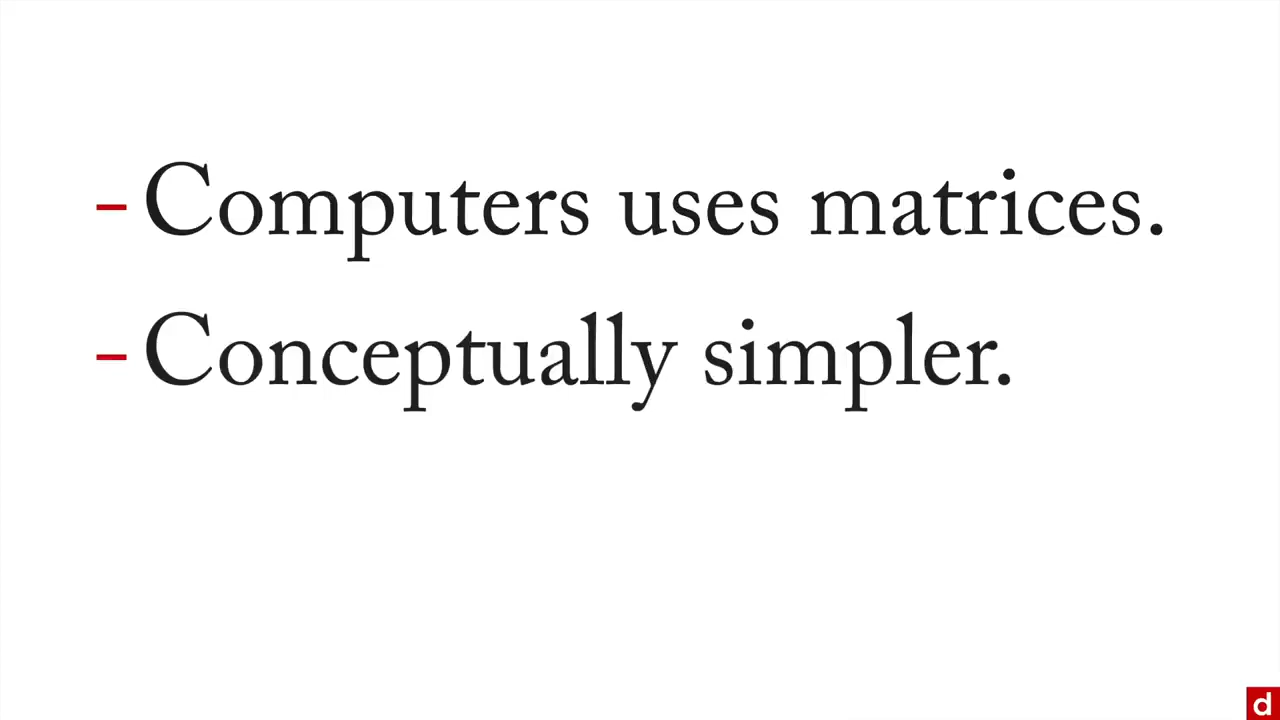 - Computers uses matrices.
- Conceptually simpler.
d